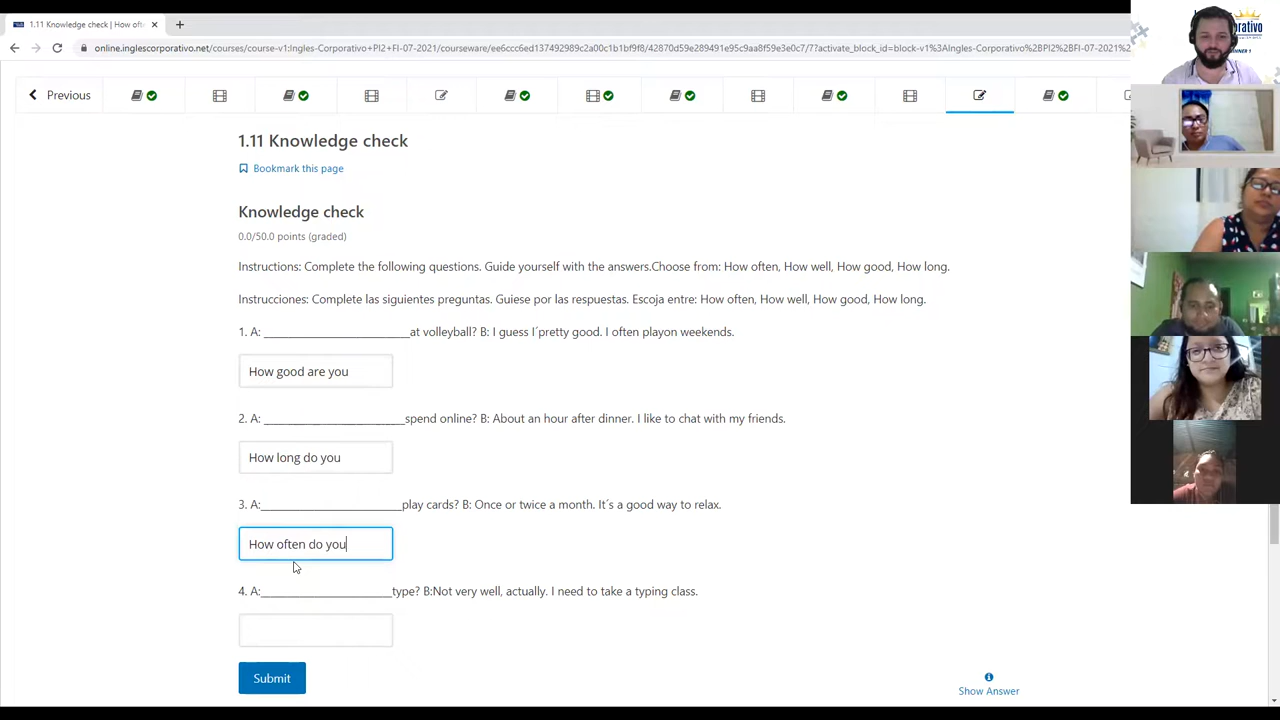 1.11 Knowledge check | How oft
online.inglescorporativo.net/courses/course-v1:Ingles-Corporativo+PI2+FI-07-2021/courseware/ee6ccc6ed137492989c2a00c1b1bf9f8/42870d59e289491e95c9aa8f59e3e0c7/7?activate_block_id=block-v1%3AIngles-Corporativo%2BPI2%2BFI-07-2021%
Previous
1.11 Knowledge check
Bookmark this page
Knowledge check
0.0/50.0 points (graded)
Instructions: Complete the following questions. Guide yourself with the answers.Choose from: How often, How well, How good, How long.
Instrucciones: Complete las siguientes preguntas. Guiese por las respuestas. Escoja entre: How often, How well, How good, How long.
1. A: ____________________________at volleyball? B: I guess I´pretty good. I often playon weekends.
How good are you
2. A: ___________________________spend online? B: About an hour after dinner. I like to chat with my friends.
How long do you
3. A:___________________________play cards? B: Once or twice a month. It´s a good way to relax.
How often do you
4. A:_________________________type? B:Not very well, actually. I need to take a typing class.
Submit
Show Answer